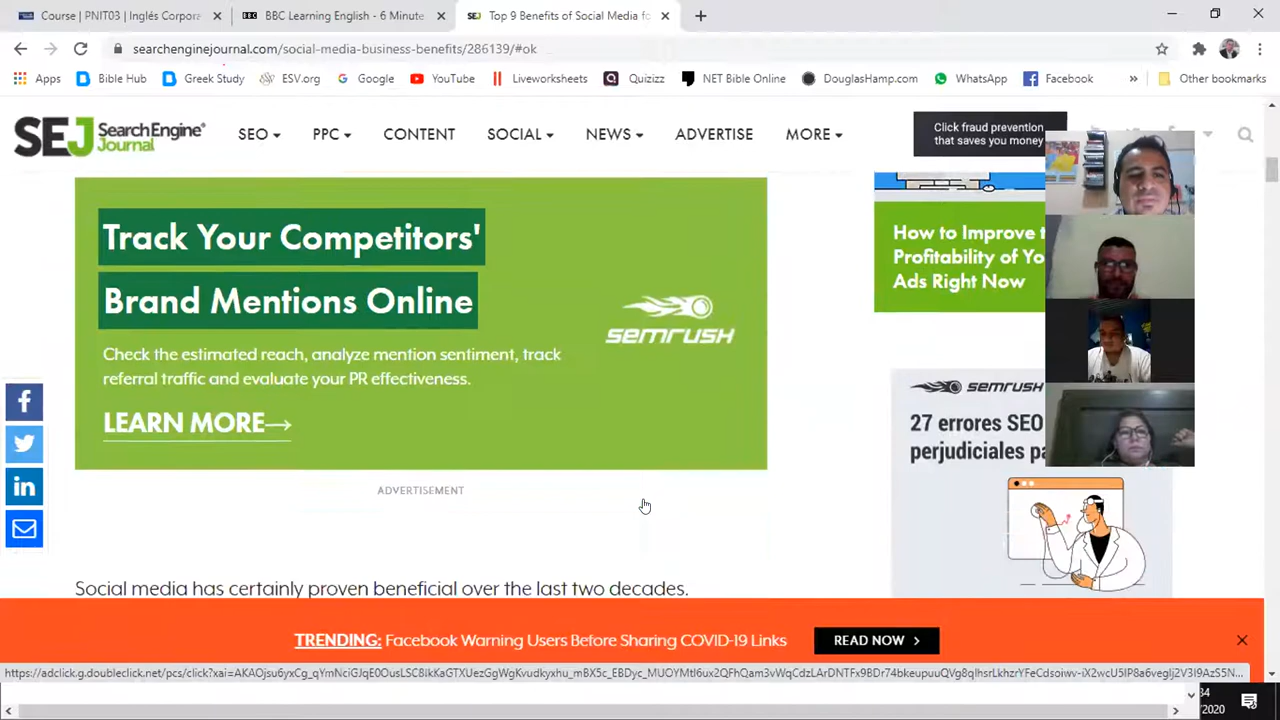 Course | PNIT03 | Inglés Corpora
BBC Learning English - 6 Minute
Top 9 Benefits of Social Media fo
searchenginejournal.com/social-media-business-benefits/286139/#ok
Apps
Bible Hub
Greek Study
ESV.org
Google
YouTube
Liveworksheets
Quizizz
NET Bible Online
DouglasHamp.com
WhatsApp
Facebook
Other bookmarks
SEJ Search Engine Journal®
SEO
PPC
CONTENT
SOCIAL
NEWS
ADVERTISE
MORE
Click fraud prevention
that saves you money
Track Your Competitors'
Brand Mentions Online
Check the estimated reach, analyze mention sentiment, track
referral traffic and evaluate your PR effectiveness.
LEARN MORE→
semrush
ADVERTISEMENT
How to Improve t
Profitability of Yo
Ads Right Now
semrush
27 errores SEO
perjudiciales pa
Social media has certainly proven beneficial over the last two decades.
TRENDING: Facebook Warning Users Before Sharing COVID-19 Links
READ NOW >
34
/2020